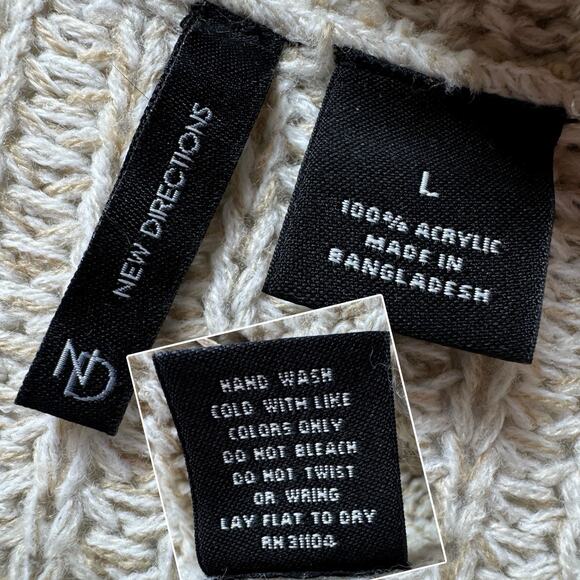 NEW DIRECTIONS
ND
L
100% ACRYLIC
MADE IN
BANGLADESH
HAND WASH
COLD WITH LIKE
COLORS ONLY
DO NOT BLEACH
DO NOT TWIST
OR WRING
LAY FLAT TO DRY
RN 31104